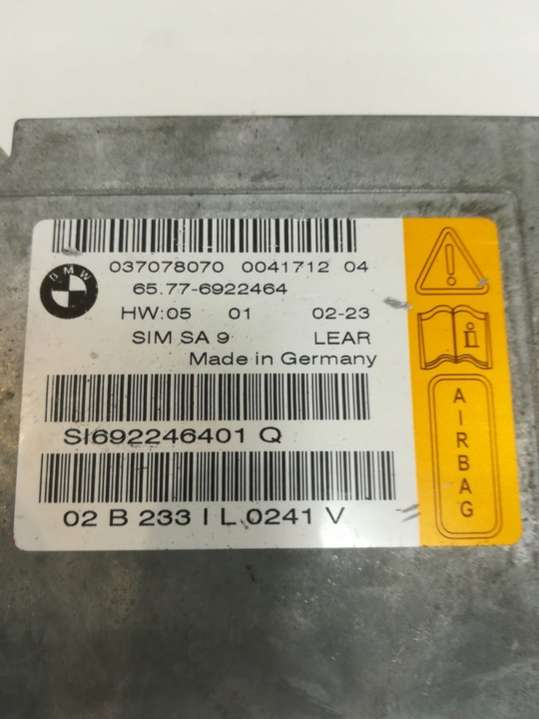 BMW
037078070 0041712 04
65.77-6922464
HW:05 01 02-23
SIM SA 9 LEAR
Made in Germany
SI692246401 Q
02 B 233 I L 0241 V
AIRBAG